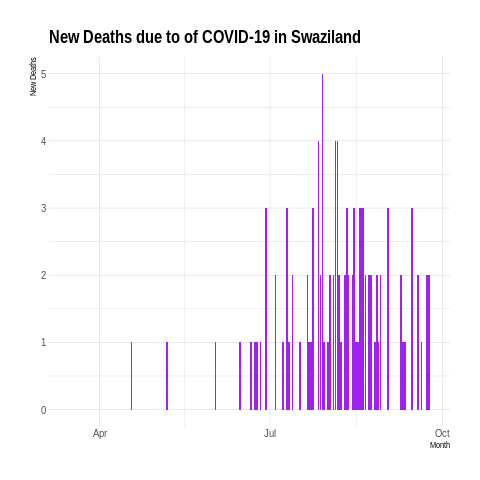 New Deaths due to of COVID-19 in Swaziland
New Deaths
5
4
3
2
1
0
Apr
Jul
Oct
Month